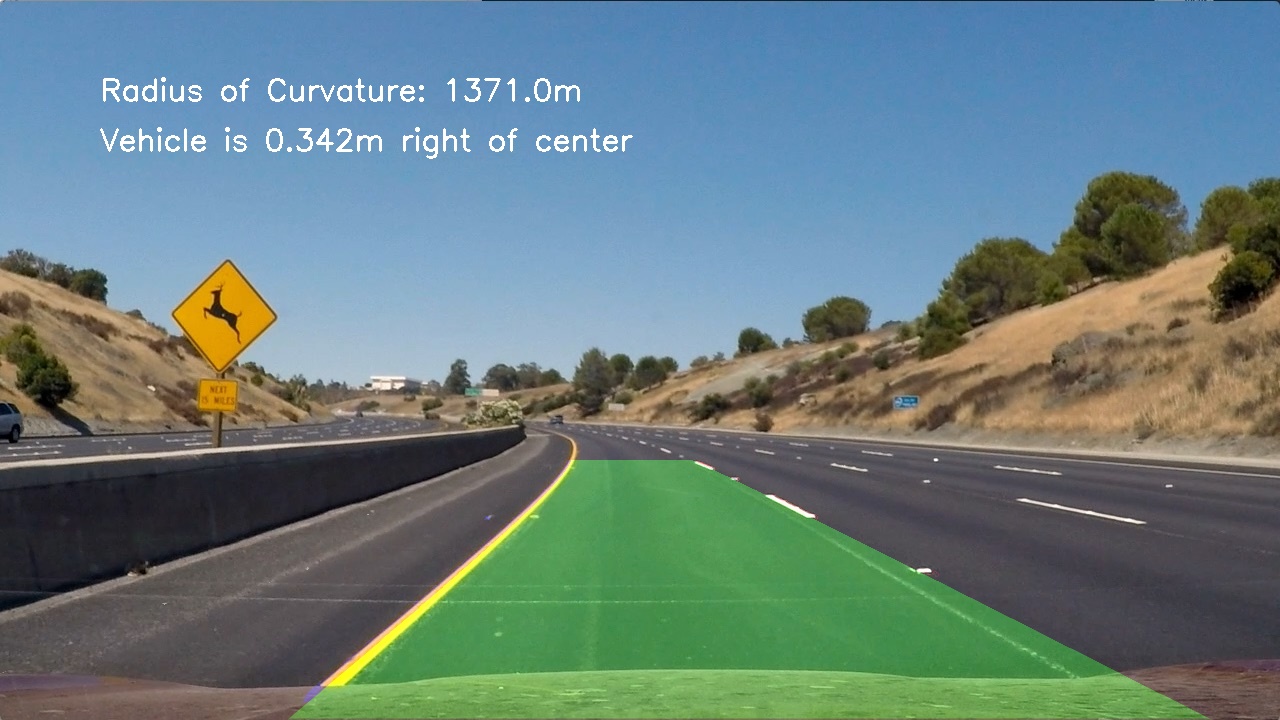 Radius of Curvature: 1371.0m
Vehicle is 0.342m right of center
NEXT
15 MILES